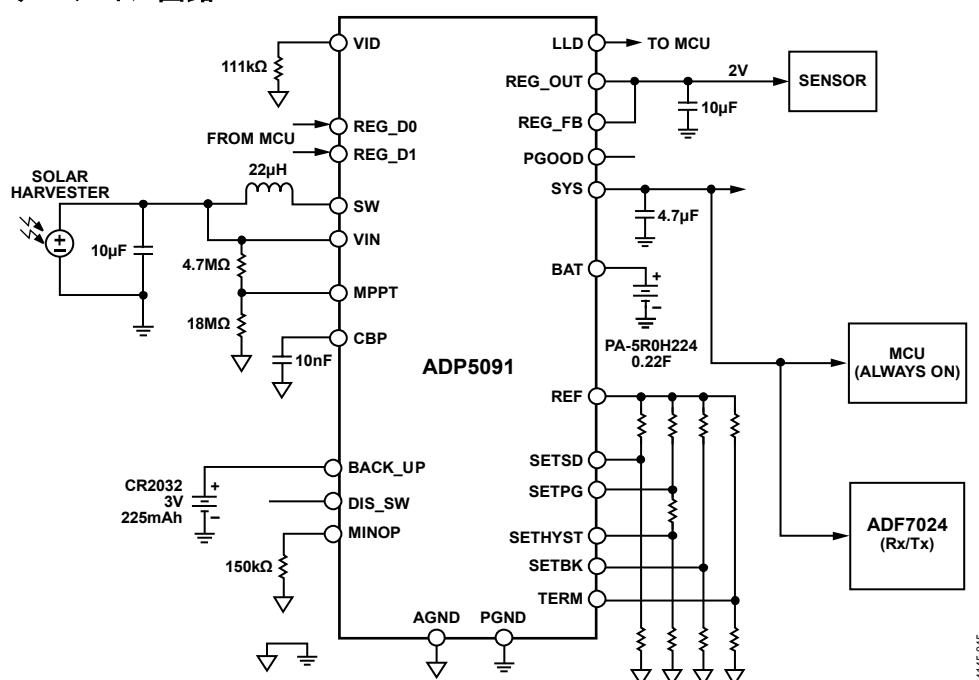 VID
111kΩ
REG_D0
FROM MCU
REG_D1
22µH
SOLAR
HARVESTER
SW
10µF
VIN
4.7MΩ
MPPT
18MΩ
CBP
10nF
BACK_UP
CR2032
3V
225mAh
+
–
DIS_SW
MINOP
150kΩ
AGND
PGND
ADP5091
LLD
TO MCU
REG_OUT
2V
SENSOR
10µF
REG_FB
PGOOD
SYS
4.7µF
BAT
+
–
PA-5R0H224
0.22F
MCU
(ALWAYS ON)
REF
SETSD
SETPG
SETHYST
SETBK
TERM
ADF7024
(Rx/Tx)